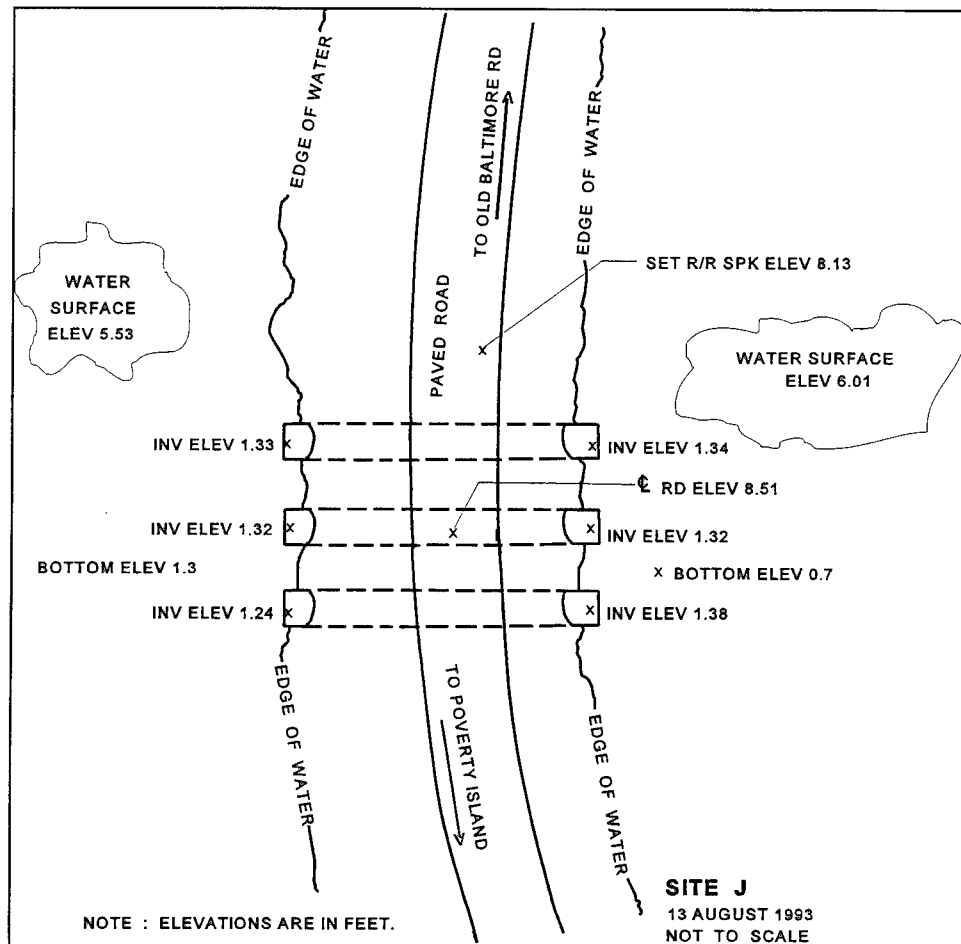 EDGE OF WATER
TO OLD BALTIMORE RD
EDGE OF WATER
SET R/R SPK ELEV 8.13
WATER
SURFACE
ELEV 5.53
PAVED ROAD
WATER SURFACE
ELEV 6.01
INV ELEV 1.33
INV ELEV 1.34
℄ RD ELEV 8.51
INV ELEV 1.32
INV ELEV 1.32
BOTTOM ELEV 1.3
x BOTTOM ELEV 0.7
INV ELEV 1.24
INV ELEV 1.38
EDGE OF WATER
TO POVERTY ISLAND
EDGE OF WATER
SITE J
13 AUGUST 1993
NOT TO SCALE
NOTE : ELEVATIONS ARE IN FEET.